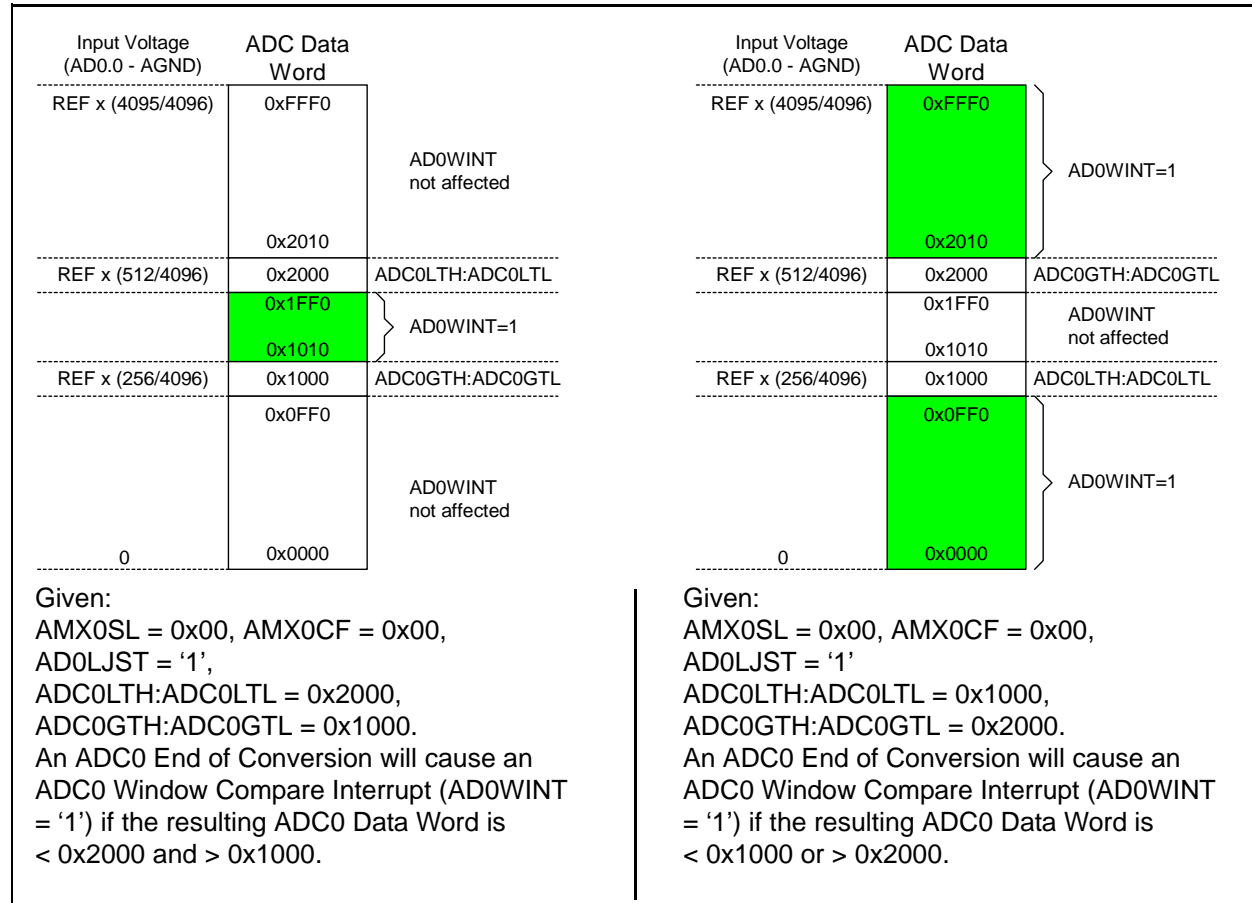 Input Voltage
(AD0.0 - AGND)
ADC Data
Word
REF x (4095/4096)
0xFFF0
AD0WINT
not affected
0x2010
REF x (512/4096)
0x2000
ADC0LTH:ADC0LTL
0x1FF0
AD0WINT=1
0x1010
REF x (256/4096)
0x1000
ADC0GTH:ADC0GTL
0x0FF0
AD0WINT
not affected
0
0x0000
Given:
AMX0SL = 0x00, AMX0CF = 0x00,
AD0LJST = ‘1’,
ADC0LTH:ADC0LTL = 0x2000,
ADC0GTH:ADC0GTL = 0x1000.
An ADC0 End of Conversion will cause an
ADC0 Window Compare Interrupt (AD0WINT
= ‘1’) if the resulting ADC0 Data Word is
< 0x2000 and > 0x1000.
Input Voltage
(AD0.0 - AGND)
ADC Data
Word
REF x (4095/4096)
0xFFF0
AD0WINT=1
0x2010
REF x (512/4096)
0x2000
ADC0GTH:ADC0GTL
0x1FF0
AD0WINT
not affected
0x1010
REF x (256/4096)
0x1000
ADC0LTH:ADC0LTL
0x0FF0
AD0WINT=1
0
0x0000
Given:
AMX0SL = 0x00, AMX0CF = 0x00,
AD0LJST = ‘1’
ADC0LTH:ADC0LTL = 0x1000,
ADC0GTH:ADC0GTL = 0x2000.
An ADC0 End of Conversion will cause an
ADC0 Window Compare Interrupt (AD0WINT
= ‘1’) if the resulting ADC0 Data Word is
< 0x1000 or > 0x2000.